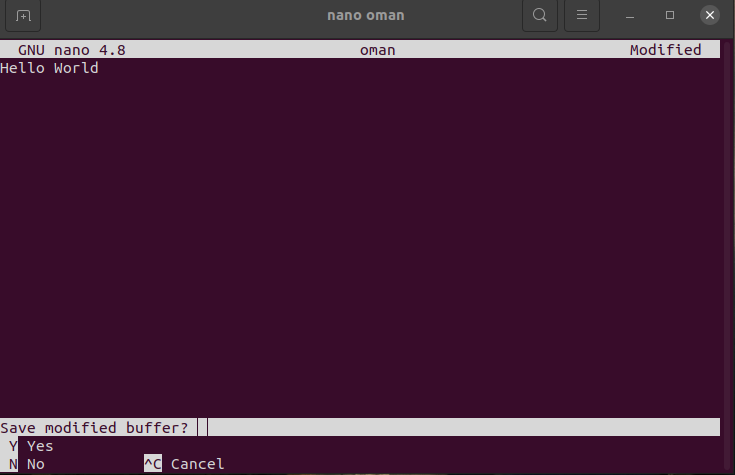 nano oman
GNU nano 4.8 oman Modified
Hello World
Save modified buffer?
Y Yes
N No ^C Cancel